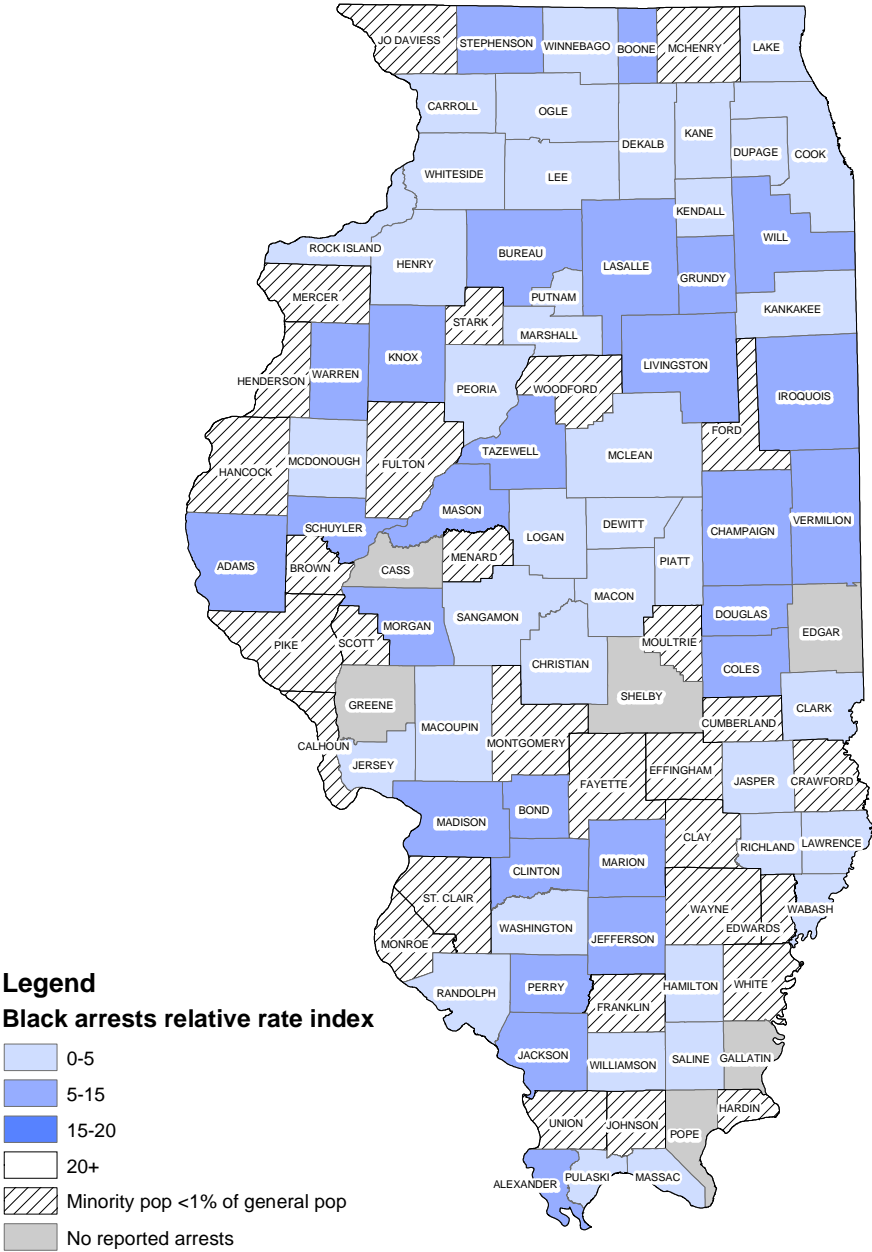 JO DAVIESS
STEPHENSON
WINNEBAGO
BOONE
MCHENRY
LAKE
CARROLL
OGLE
DEKALB
KANE
DUPAGE
COOK
WHITESIDE
LEE
KENDALL
ROCK ISLAND
HENRY
BUREAU
LASALLE
GRUNDY
WILL
MERCER
PUTNAM
KANKAKEE
STARK
MARSHALL
HENDERSON
WARREN
KNOX
PEORIA
WOODFORD
LIVINGSTON
IROQUOIS
FORD
HANCOCK
MCDONOUGH
FULTON
TAZEWELL
MCLEAN
MASON
SCHUYLER
LOGAN
DEWITT
CHAMPAIGN
VERMILION
ADAMS
BROWN
CASS
MENARD
PIATT
MACON
MORGAN
SANGAMON
DOUGLAS
EDGAR
PIKE
SCOTT
CHRISTIAN
MOULTRIE
COLES
SHELBY
GREENE
MACOUPIN
CLARK
CUMBERLAND
CALHOUN
MONTGOMERY
JERSEY
FAYETTE
EFFINGHAM
JASPER
CRAWFORD
MADISON
BOND
CLAY
RICHLAND
LAWRENCE
MARION
CLINTON
ST. CLAIR
WAYNE
EDWARDS
WABASH
WASHINGTON
JEFFERSON
MONROE
RANDOLPH
PERRY
HAMILTON
WHITE
FRANKLIN
JACKSON
WILLIAMSON
SALINE
GALLATIN
UNION
JOHNSON
POPE
HARDIN
ALEXANDER
PULASKI
MASSAC
Legend
Black arrests relative rate index
0-5
5-15
15-20
20+
Minority pop <1% of general pop
No reported arrests